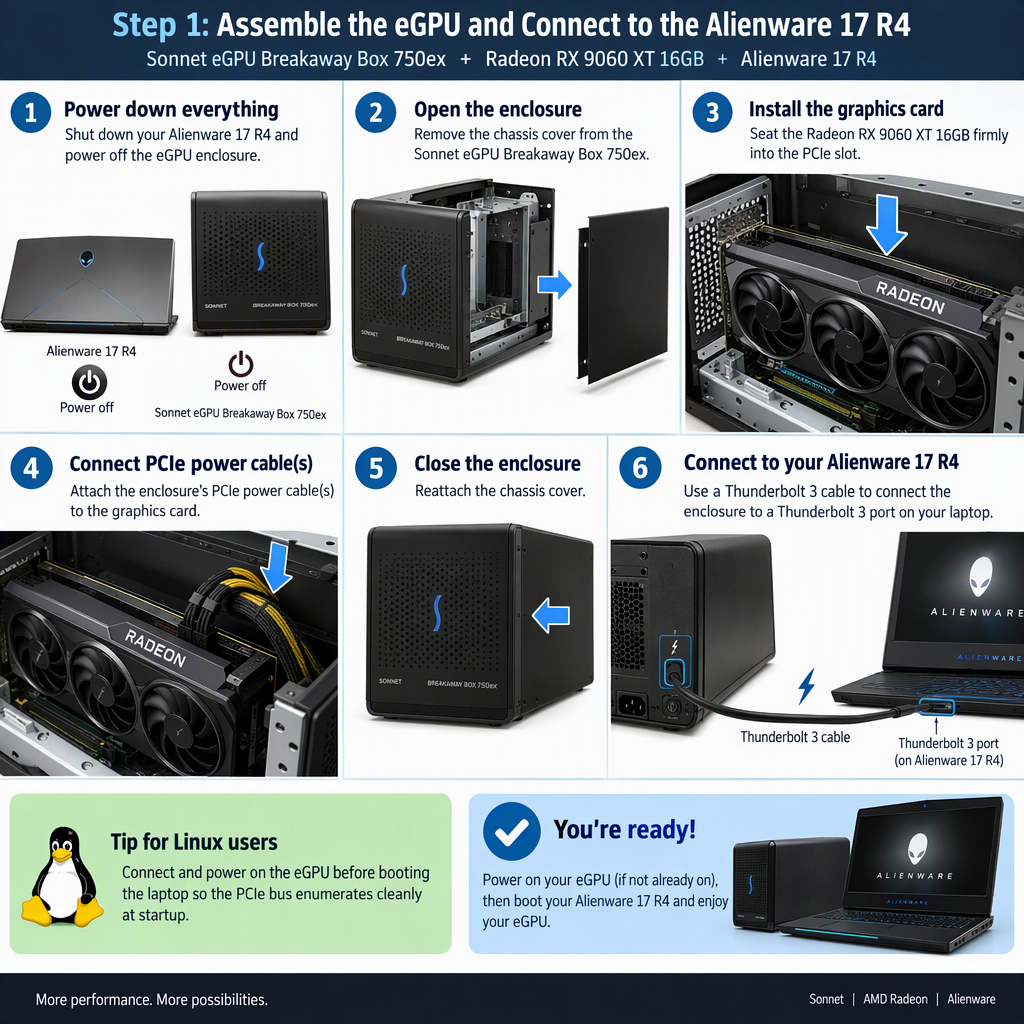 Step 1: Assemble the eGPU and Connect to the Alienware 17 R4
Sonnet eGPU Breakaway Box 750ex + Radeon RX 9060 XT 16GB + Alienware 17 R4
1
Power down everything
Shut down your Alienware 17 R4 and
power off the eGPU enclosure.
SONNET
BREAKAWAY BOX 750ex
Alienware 17 R4
Power off
Power off
Sonnet eGPU Breakaway Box 750ex
2
Open the enclosure
Remove the chassis cover from the
Sonnet eGPU Breakaway Box 750ex.
SONNET
BREAKAWAY BOX 750ex
3
Install the graphics card
Seat the Radeon RX 9060 XT 16GB firmly
into the PCIe slot.
RADEON
4
Connect PCIe power cable(s)
Attach the enclosure's PCIe power cable(s)
to the graphics card.
RADEON
5
Close the enclosure
Reattach the chassis cover.
SONNET
BREAKAWAY BOX 750ex
6
Connect to your Alienware 17 R4
Use a Thunderbolt 3 cable to connect the
enclosure to a Thunderbolt 3 port on your laptop.
ALIENWARE
ALIENWARE
Thunderbolt 3 cable
Thunderbolt 3 port
(on Alienware 17 R4)
Tip for Linux users
Connect and power on the eGPU before booting
the laptop so the PCIe bus enumerates cleanly
at startup.
You're ready!
Power on your eGPU (if not already on),
then boot your Alienware 17 R4 and enjoy
your eGPU.
ALIENWARE
ALIENWARE
More performance. More possibilities.
Sonnet | AMD Radeon | Alienware